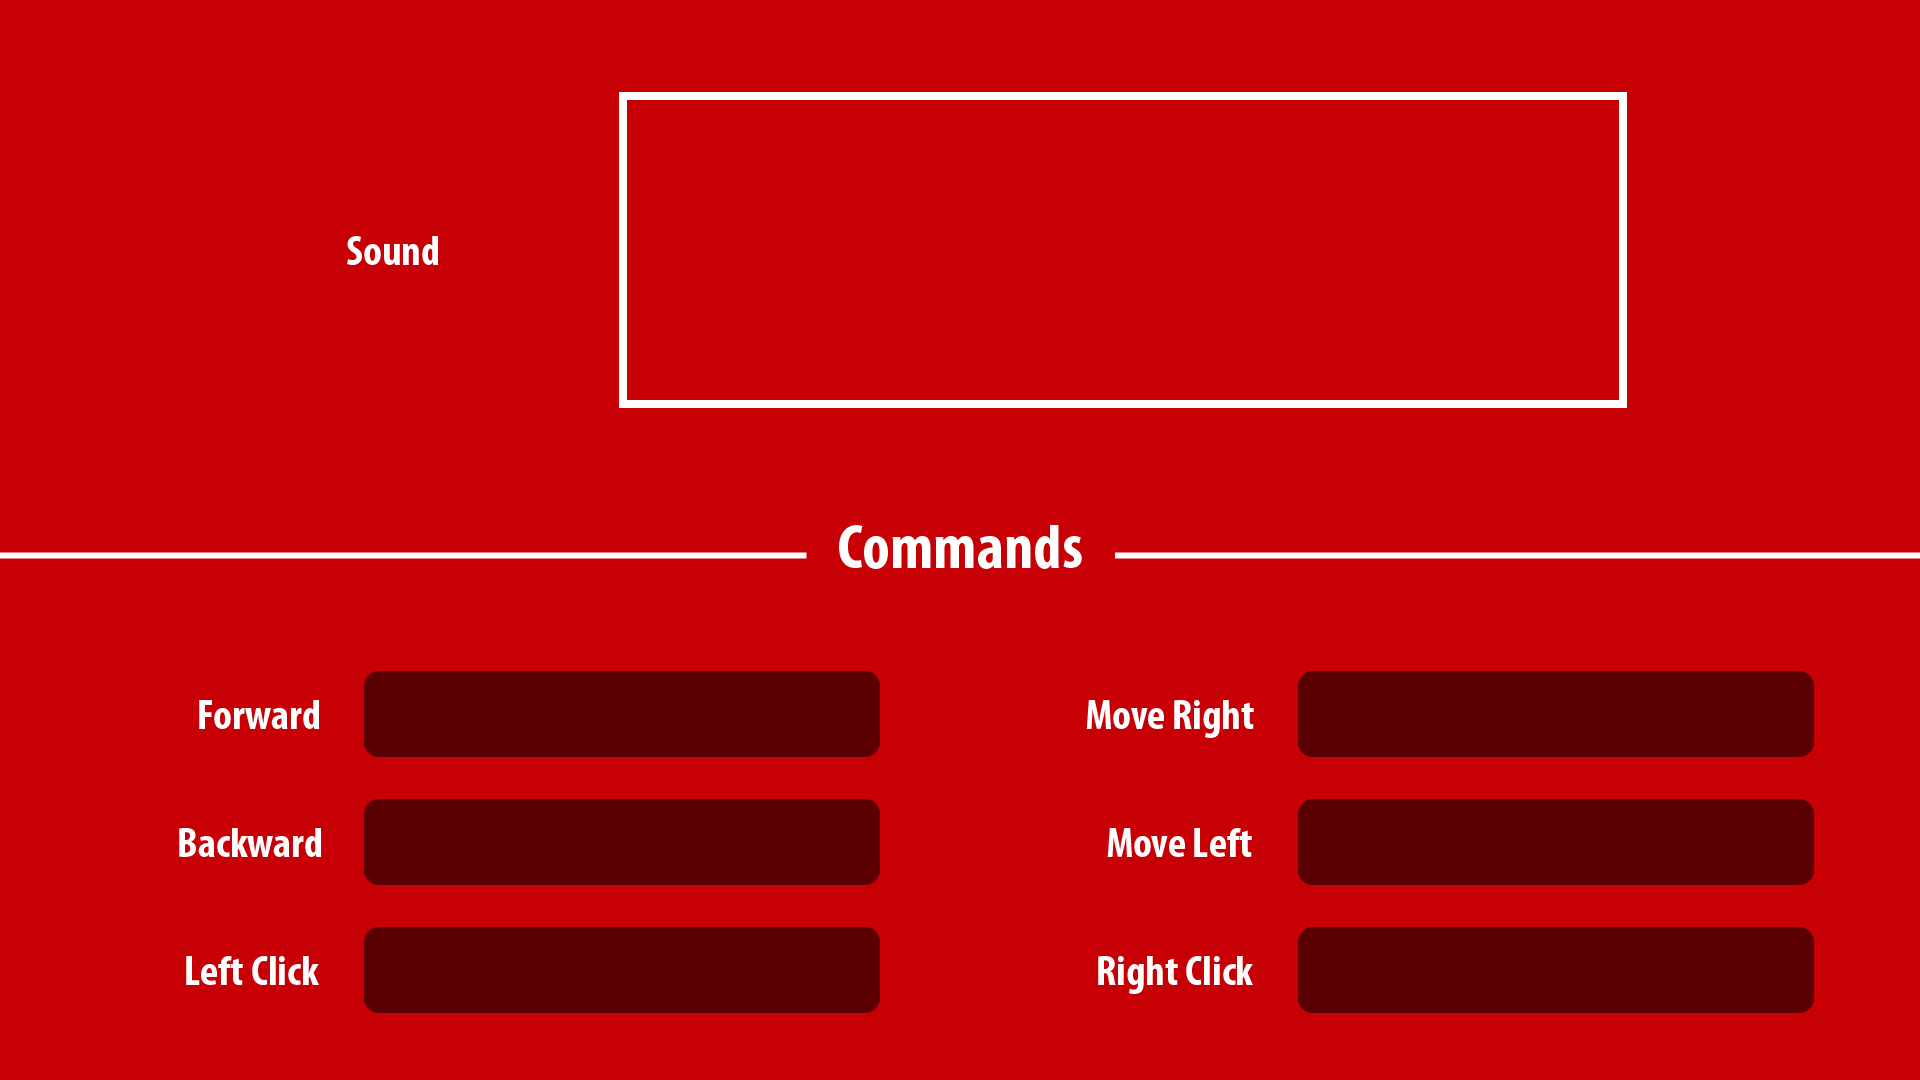 Sound
Commands
Forward
Move Right
Backward
Move Left
Left Click
Right Click